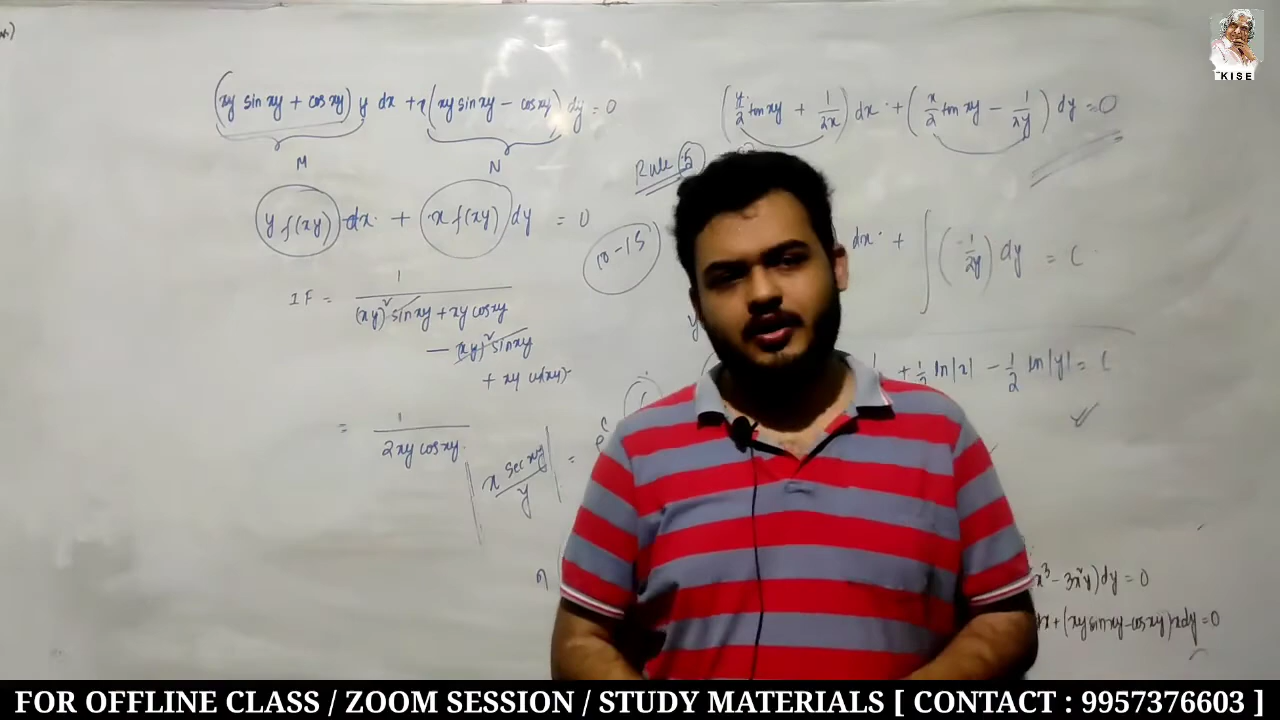 (xy sin xy + cos xy) y dx + x(xy sin xy − cos xy) dy = 0
M N
y f(xy) dx + x f(xy) dy = 0
IF = 1 / ((xy)² sin xy + xy cos xy
− (xy)² sin xy
+ xy cos(xy)
= 1 / (2xy cos xy)
| x sec xy / y | =
Rule 5
10-15
(y/2 tan xy + 1/2x) dx + (x/2 tan xy − 1/2y) dy = 0
dx + ∫ (−1/2y) dy = C
+ 1/2 ln|x| − 1/2 ln|y| = C
x³ − 3x²y) dy = 0
dx + (xy sin xy − cos xy) x dy = 0
KISE
FOR OFFLINE CLASS / ZOOM SESSION / STUDY MATERIALS [ CONTACT : 9957376603 ]